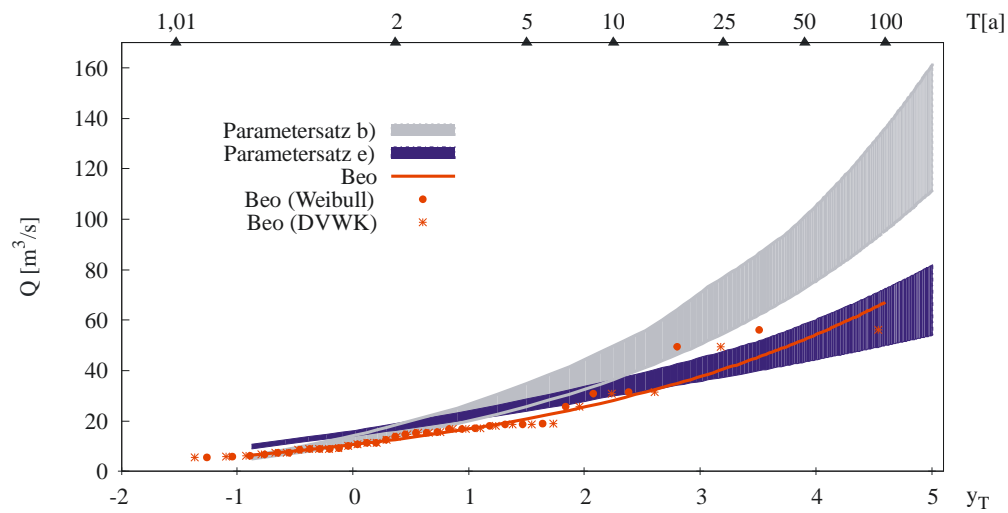 1,01 2 5 10 25 50 100 T[a]
160
140
120
100
80
60
40
20
0
Q [m³/s]
Parametersatz b)
Parametersatz e)
Beo
Beo (Weibull)
Beo (DVWK)
-2 -1 0 1 2 3 4 5 y_T